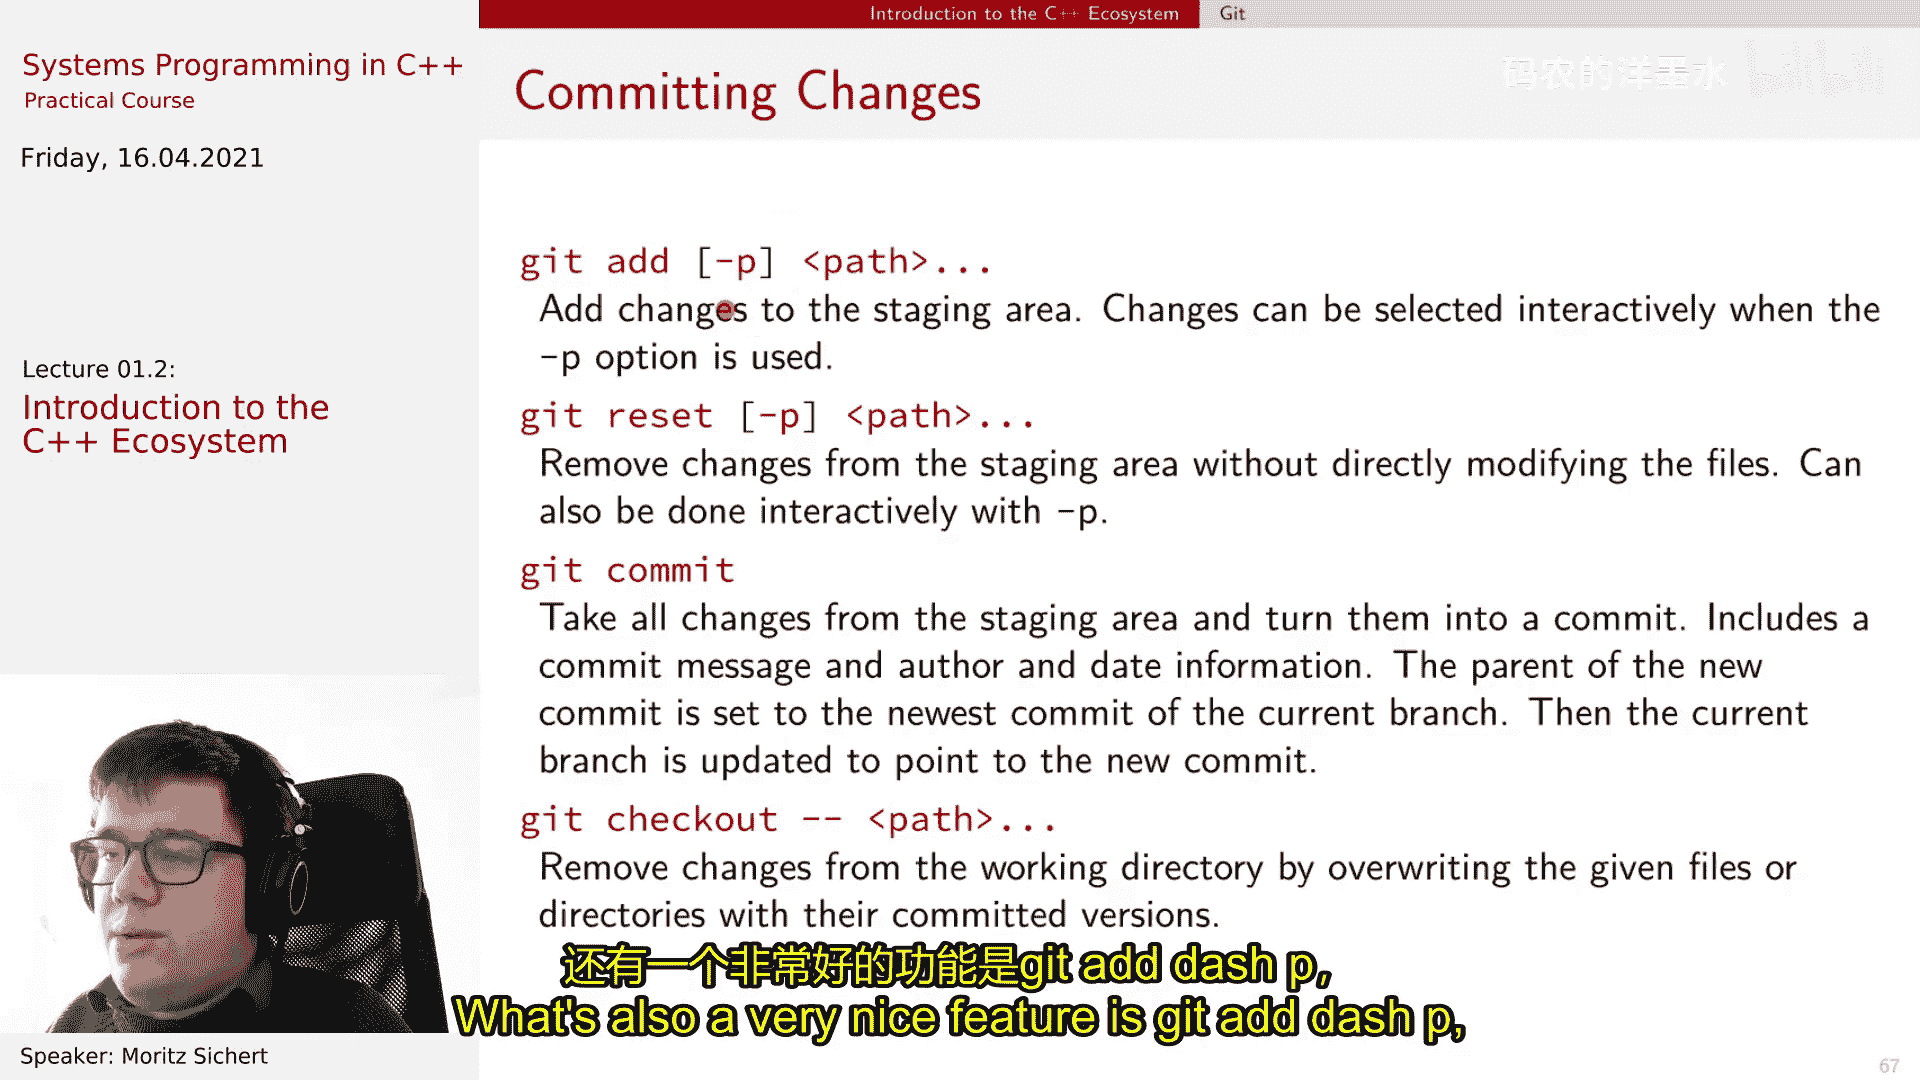 Introduction to the C++ Ecosystem
Git
Systems Programming in C++
Practical Course
Friday, 16.04.2021
Lecture 01.2:
Introduction to the
C++ Ecosystem
码农的洋墨水 bilibili
Committing Changes
git add [-p] <path>...
Add changes to the staging area. Changes can be selected interactively when the
-p option is used.
git reset [-p] <path>...
Remove changes from the staging area without directly modifying the files. Can
also be done interactively with -p.
git commit
Take all changes from the staging area and turn them into a commit. Includes a
commit message and author and date information. The parent of the new
commit is set to the newest commit of the current branch. Then the current
branch is updated to point to the new commit.
git checkout -- <path>...
Remove changes from the working directory by overwriting the given files or
directories with their committed versions.
还有一个非常好的功能是git add dash p,
What's also a very nice feature is git add dash p,
Speaker: Moritz Sichert
67